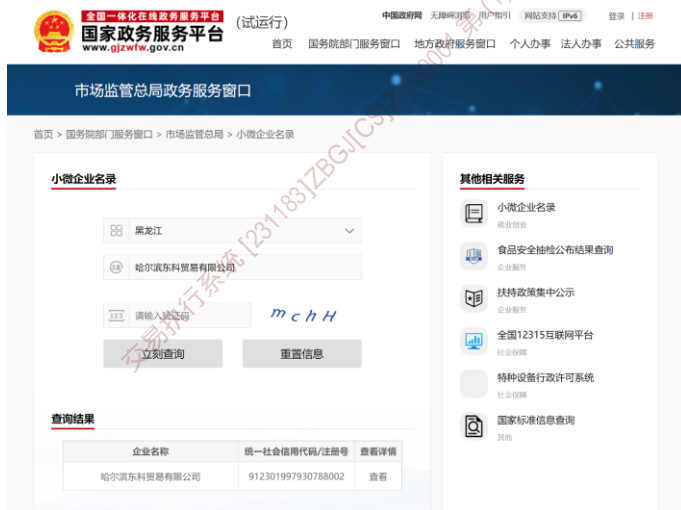 全国一体化在线政务服务平台
国家政务服务平台
www.gjzwfw.gov.cn
（试运行）
中国政府网 无障碍浏览 用户指引 网站支持 IPv6 登录 | 注册
首页 国务院部门服务窗口 地方政府服务窗口 个人办事 法人办事 公共服务
市场监管总局政务服务窗口
首页 > 国务院部门服务窗口 > 市场监管总局 > 小微企业名录
小微企业名录
黑龙江
哈尔滨东科贸易有限公司
123 请输入验证码 mchH
立刻查询 重置信息
查询结果
企业名称 统一社会信用代码/注册号 查看详情
哈尔滨东科贸易有限公司 912301997930788002 查看
其他相关服务
小微企业名录
就业创业
食品安全抽检公布结果查询
企业服务
扶持政策集中公示
企业服务
全国12315互联网平台
社会保障
特种设备行政许可系统
社会保障
国家标准信息查询
其他